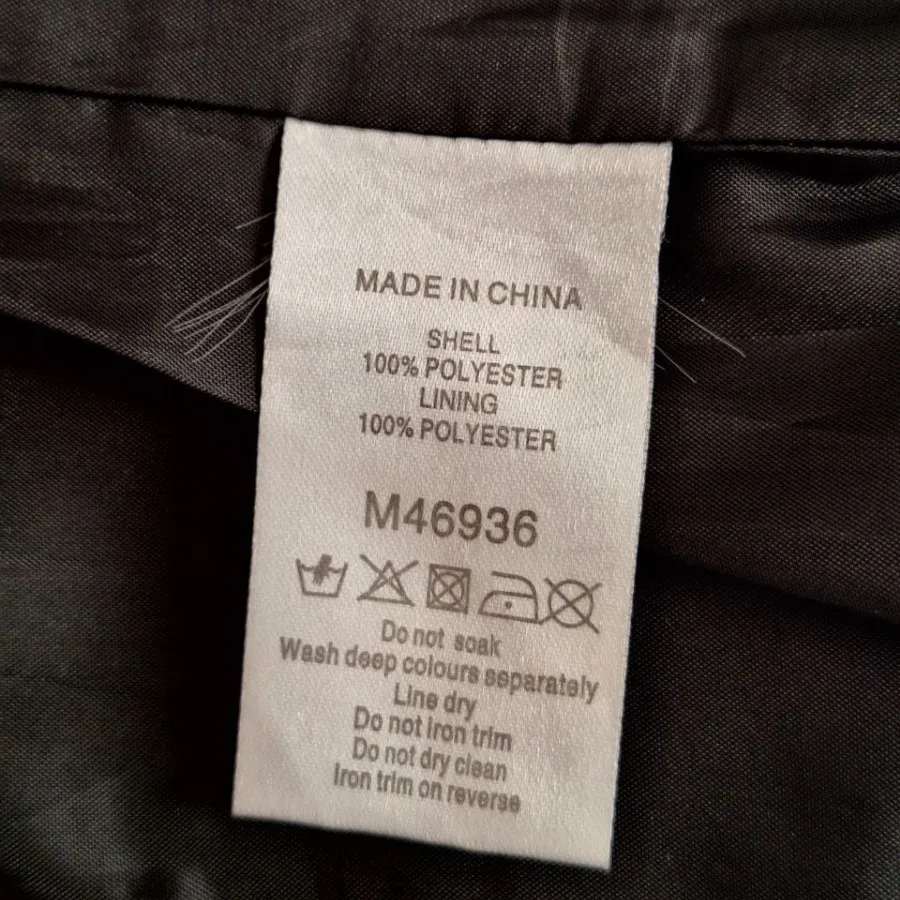 MADE IN CHINA
SHELL
100% POLYESTER
LINING
100% POLYESTER
M46936
Do not soak
Wash deep colours separately
Line dry
Do not iron trim
Do not dry clean
Iron trim on reverse